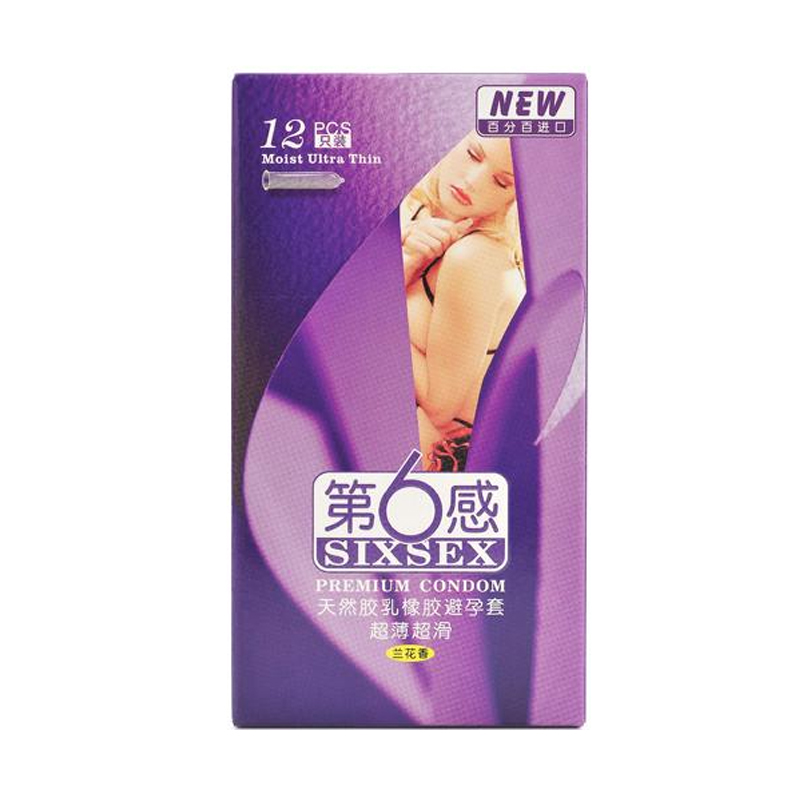 NEW
百分百进口
12 PCS
只装
Moist Ultra Thin
第6感
SIXSEX
PREMIUM CONDOM
天然胶乳橡胶避孕套
超薄超滑
兰花香